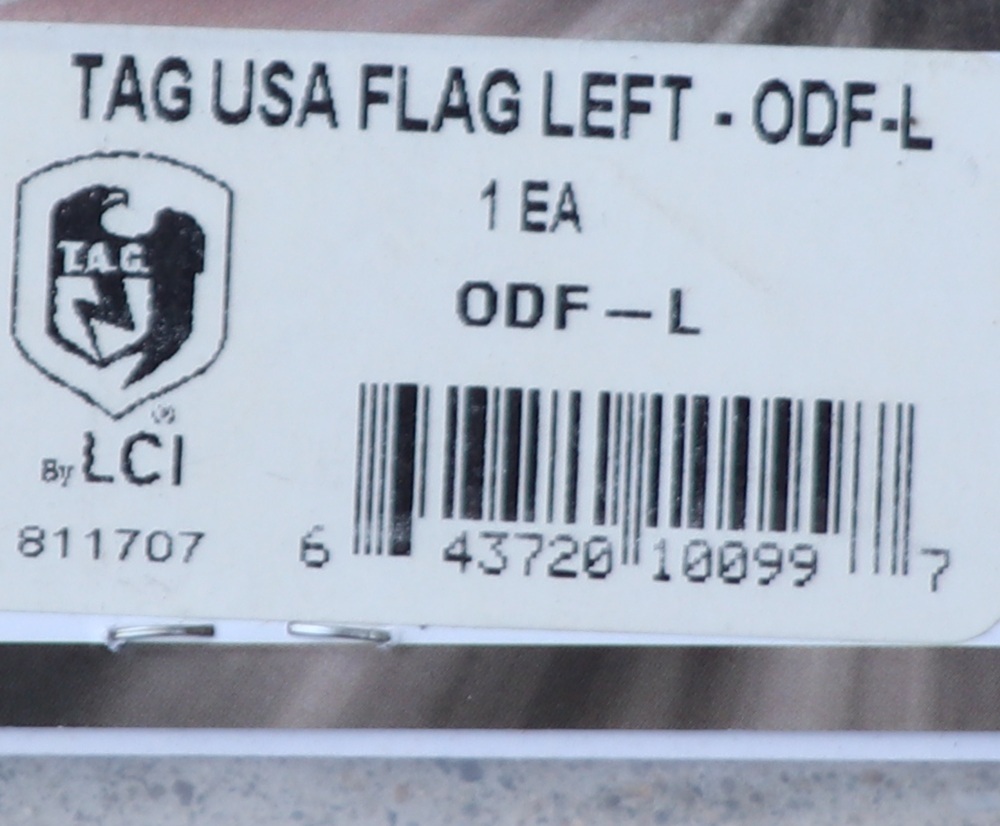 TAG USA FLAG LEFT - ODF-L
1 EA
ODF – L
T.A.G.
®
By LCI
811707
6 43720 10099 7